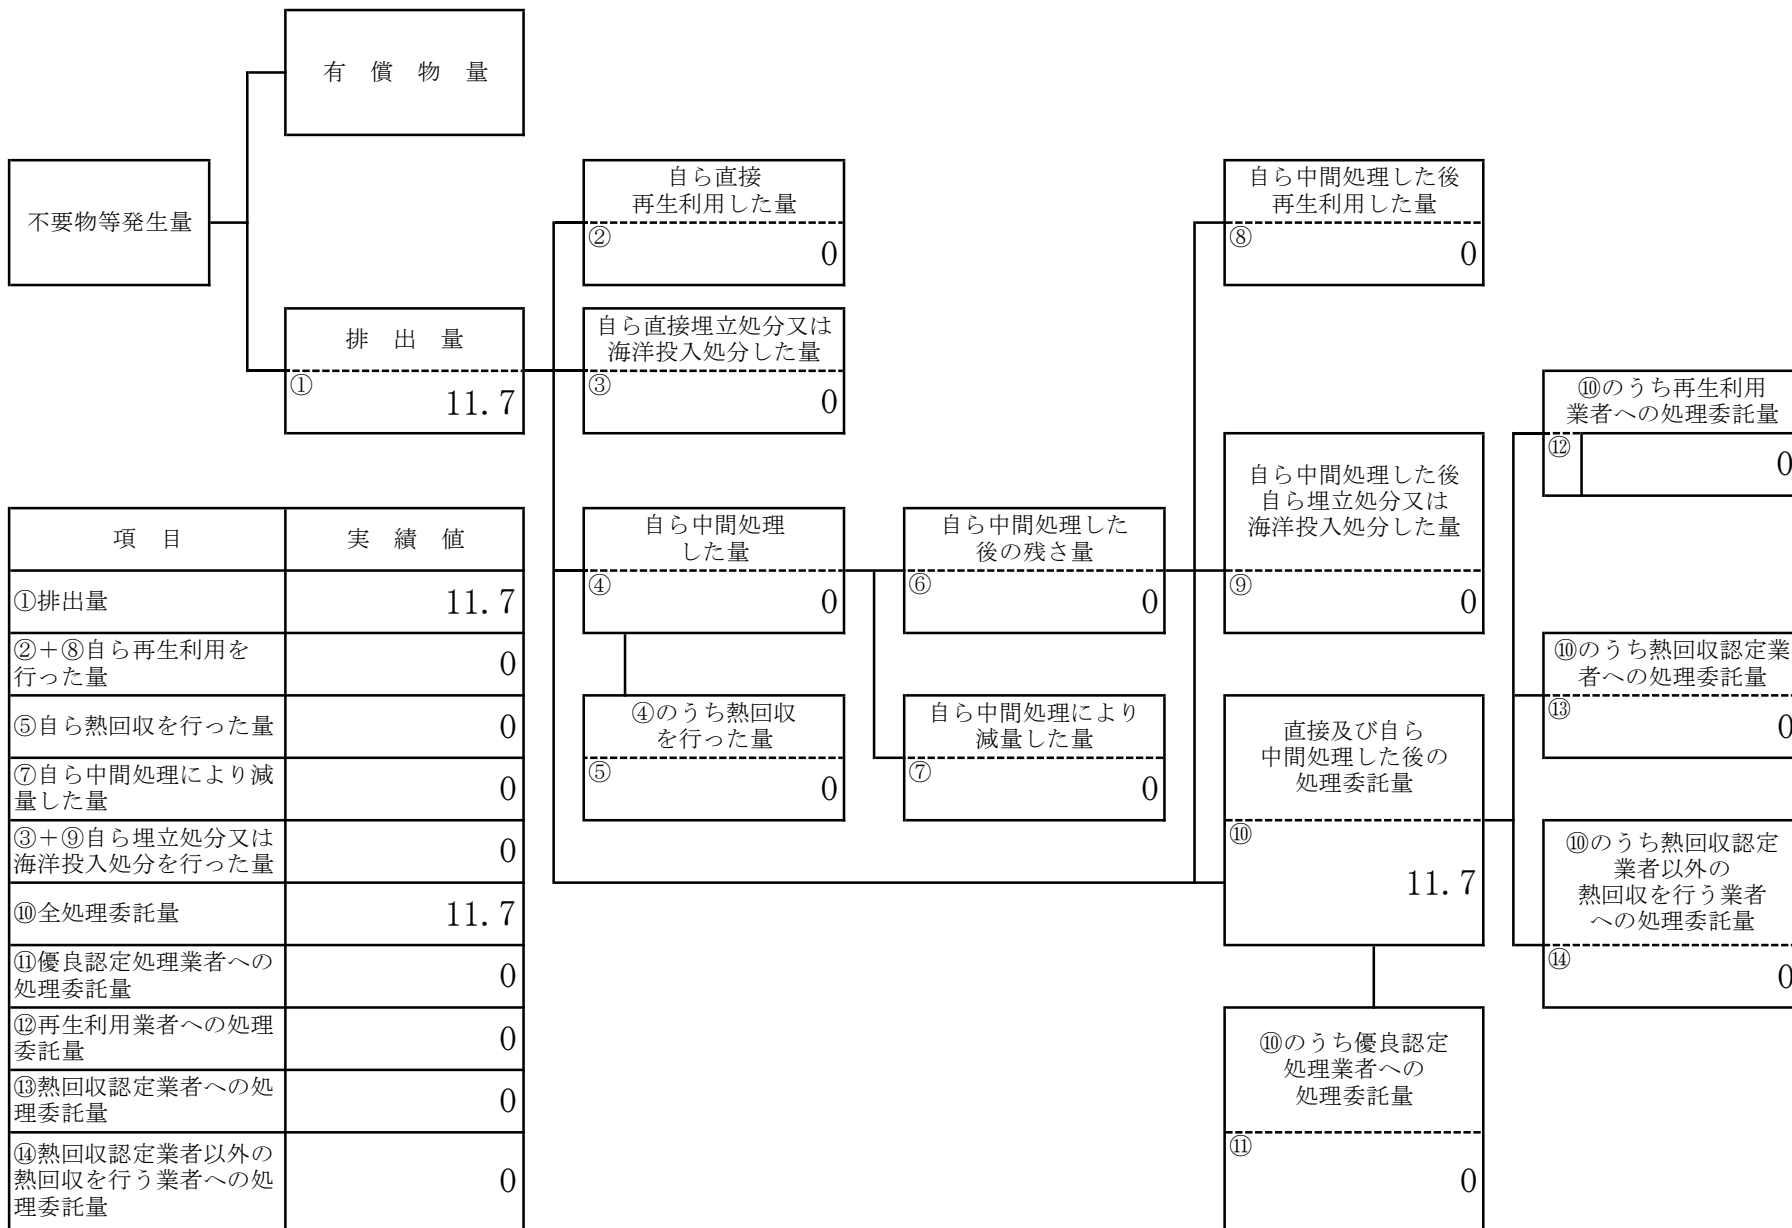 有　償　物　量
不要物等発生量
排　出　量
①
11.7
自ら直接
再生利用した量
②
0
自ら直接埋立処分又は
海洋投入処分した量
③
0
自ら中間処理
した量
④
0
④のうち熱回収
を行った量
⑤
0
自ら中間処理した
後の残さ量
⑥
0
自ら中間処理により
減量した量
⑦
0
自ら中間処理した後
再生利用した量
⑧
0
自ら中間処理した後
自ら埋立処分又は
海洋投入処分した量
⑨
0
直接及び自ら
中間処理した後の
処理委託量
⑩
11.7
⑩のうち優良認定
処理業者への
処理委託量
⑪
0
⑩のうち再生利用
業者への処理委託量
⑫
0
⑩のうち熱回収認定業
者への処理委託量
⑬
0
⑩のうち熱回収認定
業者以外の
熱回収を行う業者
への処理委託量
⑭
0
項　目　実　績　値
①排出量　11.7
②＋⑧自ら再生利用を
行った量　0
⑤自ら熱回収を行った量　0
⑦自ら中間処理により減
量した量　0
③＋⑨自ら埋立処分又は
海洋投入処分を行った量　0
⑩全処理委託量　11.7
⑪優良認定処理業者への
処理委託量　0
⑫再生利用業者への処理
委託量　0
⑬熱回収認定業者への処
理委託量　0
⑭熱回収認定業者以外の
熱回収を行う業者への処
理委託量　0